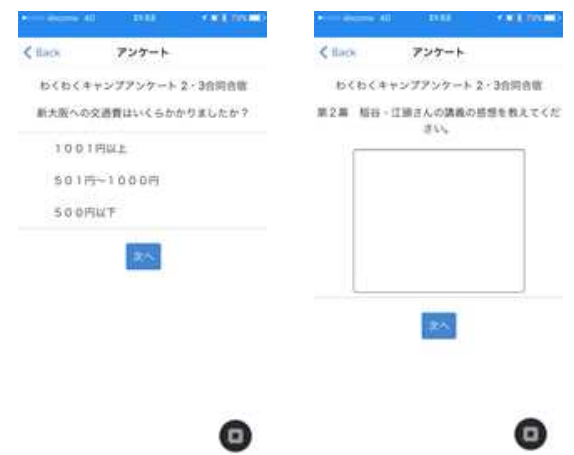 docomo 4G
Back
アンケート
わくわくキャンプアンケート 2・3合同合宿
新大阪への交通費はいくらかかりましたか?
1001円以上
501円~1000円
500円以下
次へ
docomo 4G
Back
アンケート
わくわくキャンプアンケート 2・3合同合宿
第2幕 稲谷・江頭さんの講義の感想を教えてくだ
さい。
次へ